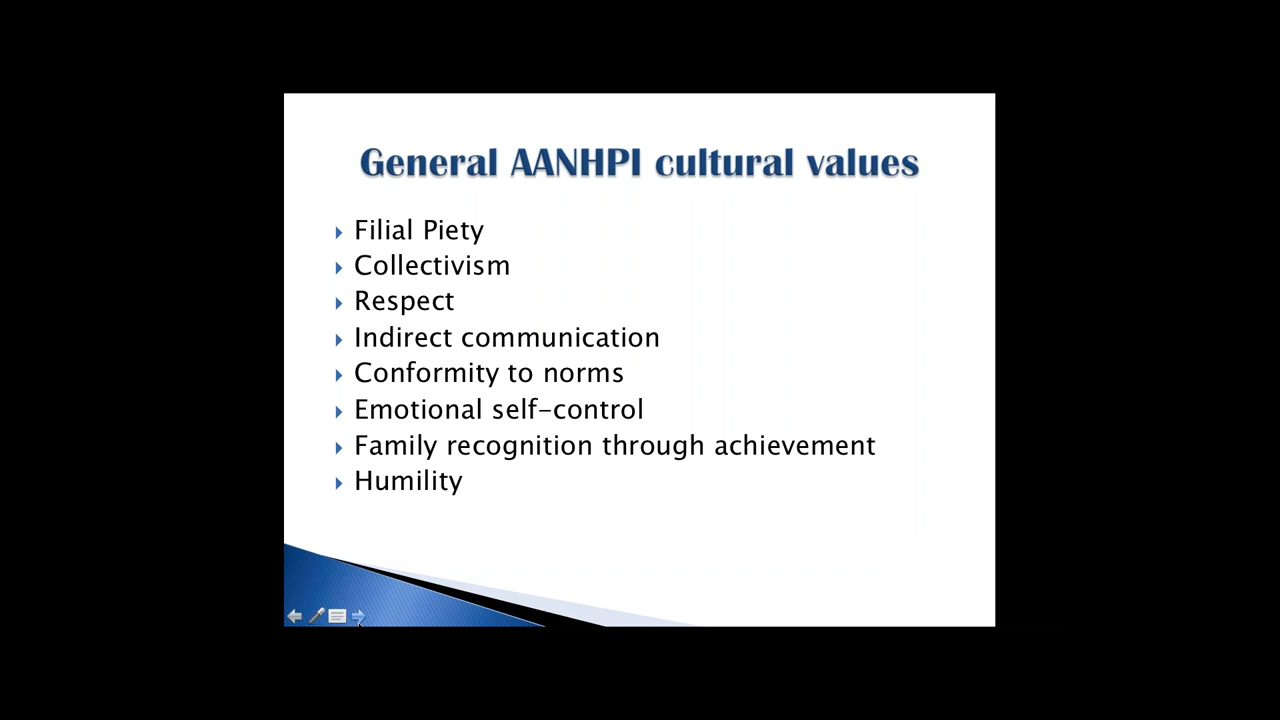 General AANHPI cultural values
Filial Piety
Collectivism
Respect
Indirect communication
Conformity to norms
Emotional self-control
Family recognition through achievement
Humility